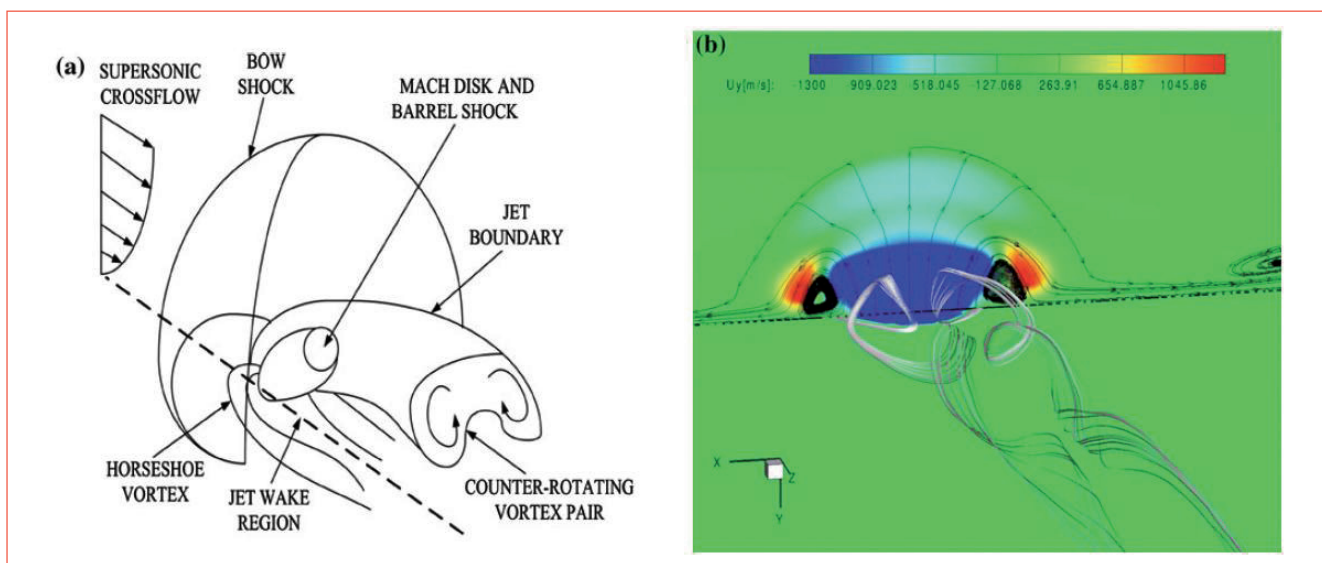 (a)
SUPERSONIC
CROSSFLOW
BOW
SHOCK
MACH DISK AND
BARREL SHOCK
JET
BOUNDARY
HORSESHOE
VORTEX
JET WAKE
REGION
COUNTER-ROTATING
VORTEX PAIR
(b)
Uy[m/s]: -1300 -909.023 -518.045 -127.068 263.91 654.887 1045.86
X
Z
Y